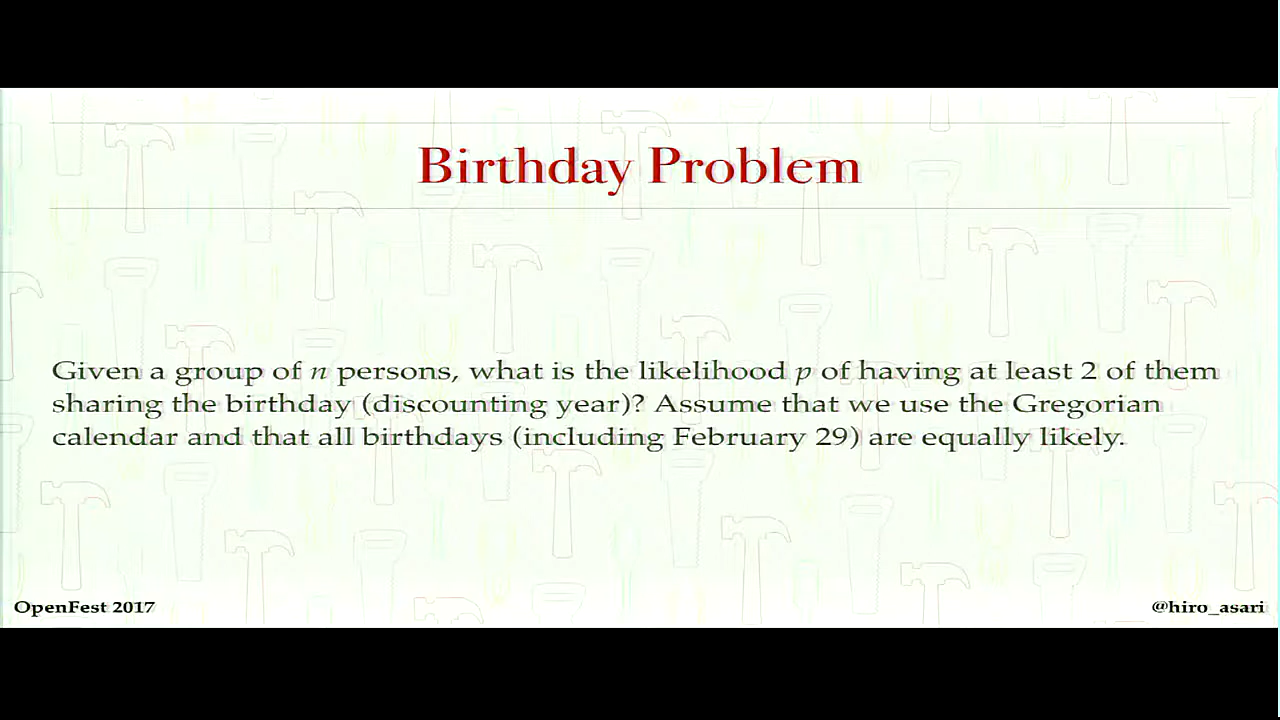 Birthday Problem
Given a group of n persons, what is the likelihood p of having at least 2 of them
sharing the birthday (discounting year)? Assume that we use the Gregorian
calendar and that all birthdays (including February 29) are equally likely.
OpenFest 2017
@hiro_asari